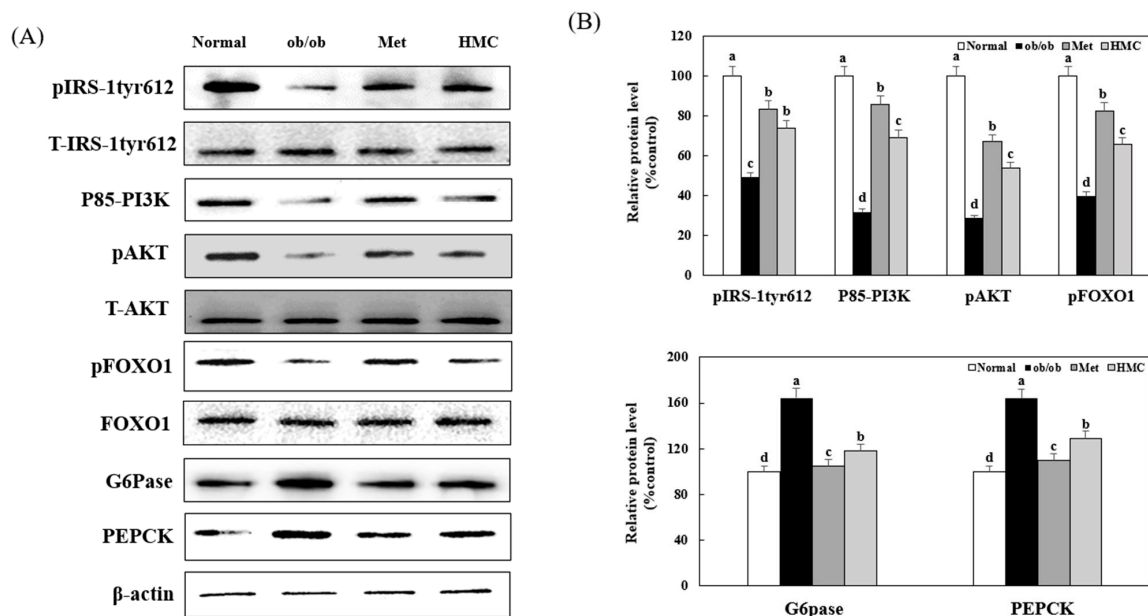 (A)
Normal ob/ob Met HMC
pIRS-1tyr612
T-IRS-1tyr612
P85-PI3K
pAKT
T-AKT
pFOXO1
FOXO1
G6Pase
PEPCK
β-actin
(B)
Relative protein level
(%control)
120
100
80
60
40
20
0
Normal ob/ob Met HMC
a c b b
a d b c
a d b c
a d b c
pIRS-1tyr612 P85-PI3K pAKT pFOXO1
Relative protein level
(%control)
200
160
120
80
40
0
Normal ob/ob Met HMC
d a c b
d a c b
G6pase PEPCK